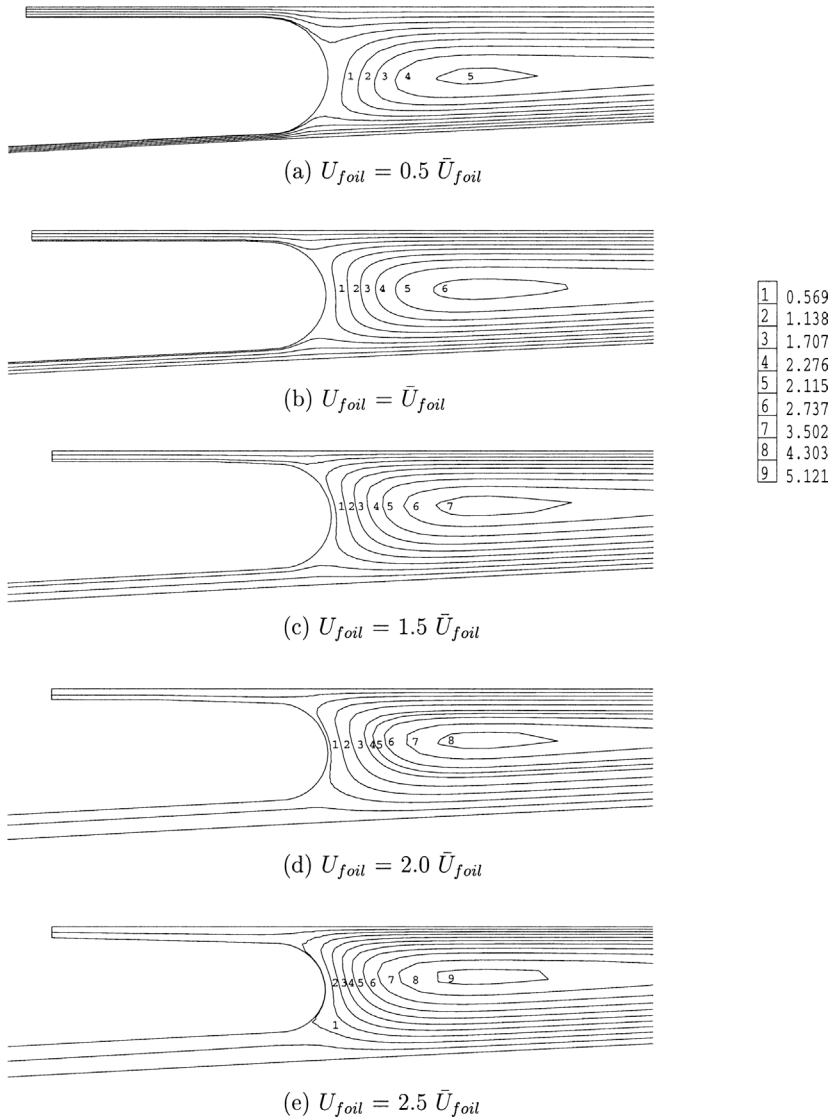 1 2 3 4 5
(a) U_foil = 0.5 Ū_foil
1 2 3 4 5 6
(b) U_foil = Ū_foil
1 0.569
2 1.138
3 1.707
4 2.276
5 2.115
6 2.737
7 3.502
8 4.303
9 5.121
1 2 3 4 5 6 7
(c) U_foil = 1.5 Ū_foil
1 2 3 4 5 6 7 8
(d) U_foil = 2.0 Ū_foil
2 3 4 5 6 7 8 9
1
(e) U_foil = 2.5 Ū_foil